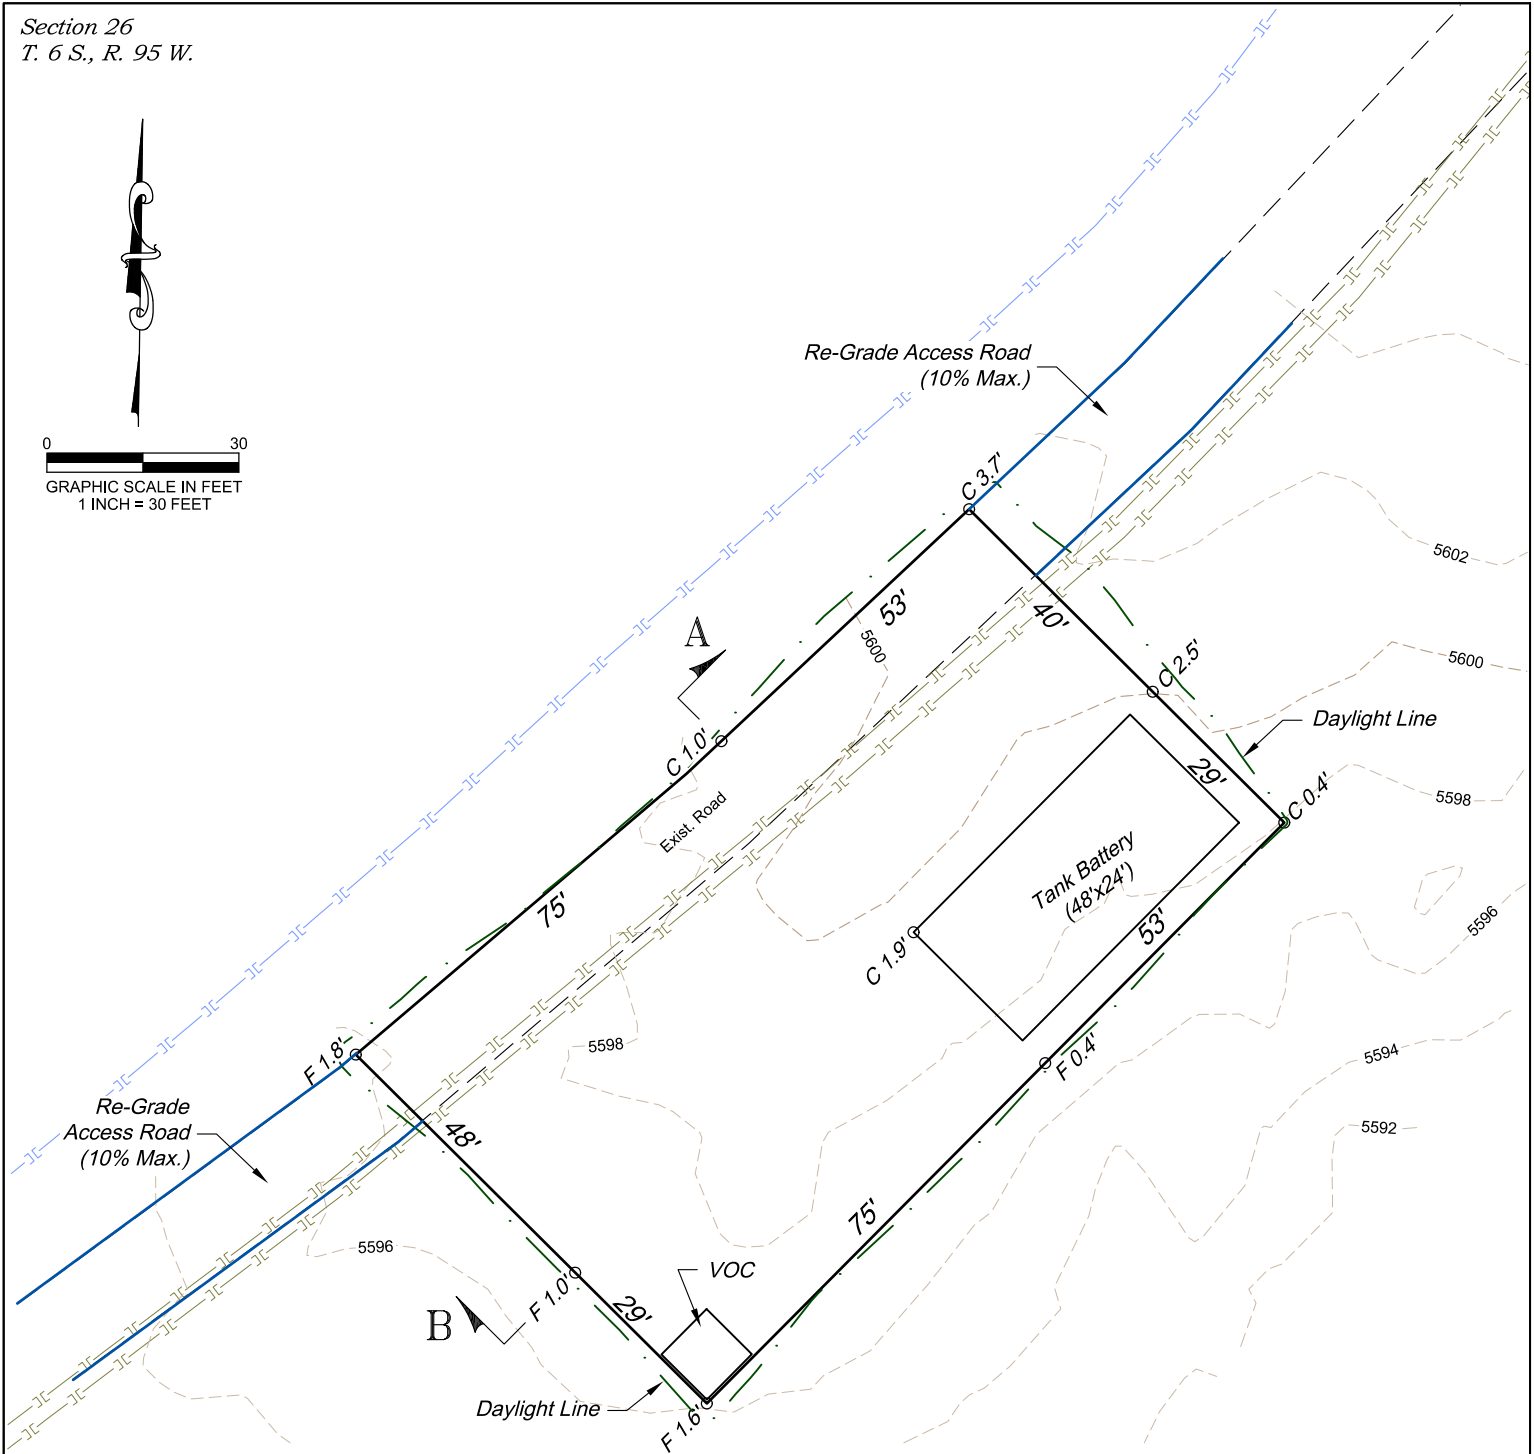 Section 26
T. 6 S., R. 95 W.
0 30
GRAPHIC SCALE IN FEET
1 INCH = 30 FEET
Re-Grade Access Road
(10% Max.)
C 3.7'
53'
40'
5602
A
5600
C 2.5'
5600
C 1.0'
Daylight Line
29'
5598
C 0.4'
Exist. Road
Tank Battery
(48'x24')
75'
53'
5596
C 1.9'
F 1.8'
5598
F 0.4'
5594
Re-Grade
Access Road
(10% Max.)
48'
5592
75'
5596
VOC
F 1.0'
29'
B
Daylight Line
F 1.6'